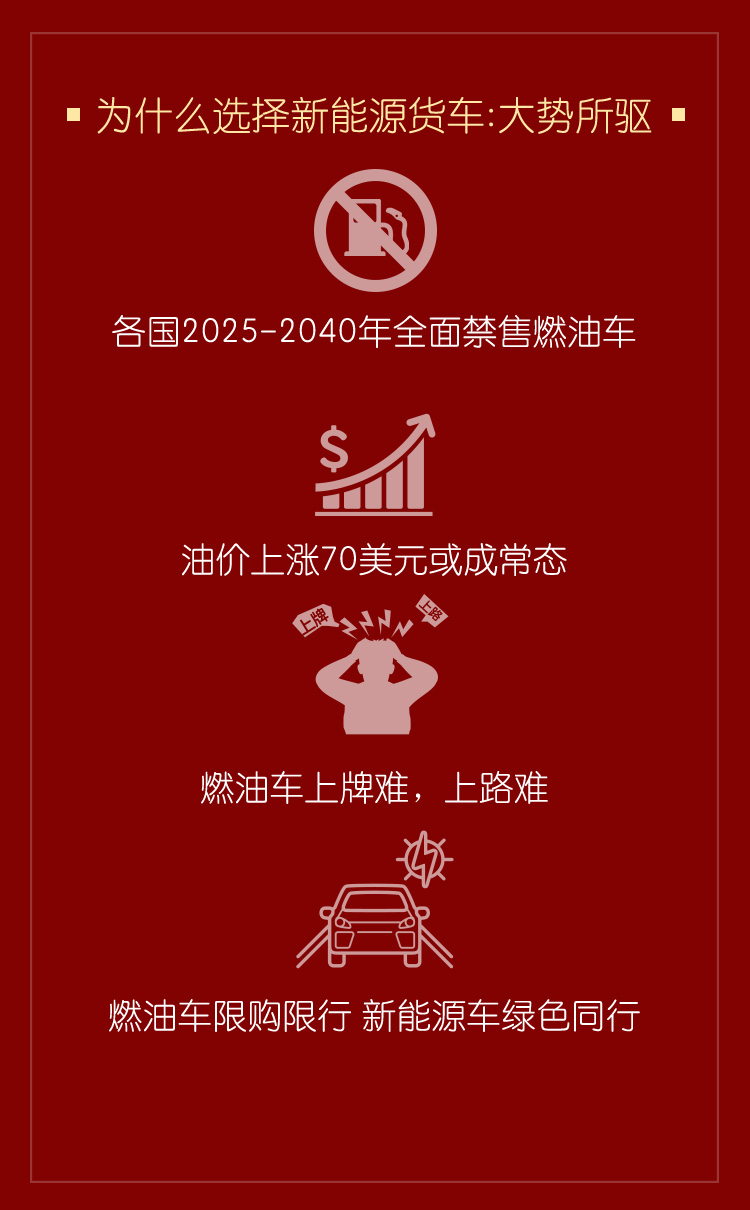 为什么选择新能源货车:大势所驱
各国2025-2040年全面禁售燃油车
$
油价上涨70美元或成常态
上牌
上路
燃油车上牌难，上路难
燃油车限购限行 新能源车绿色同行